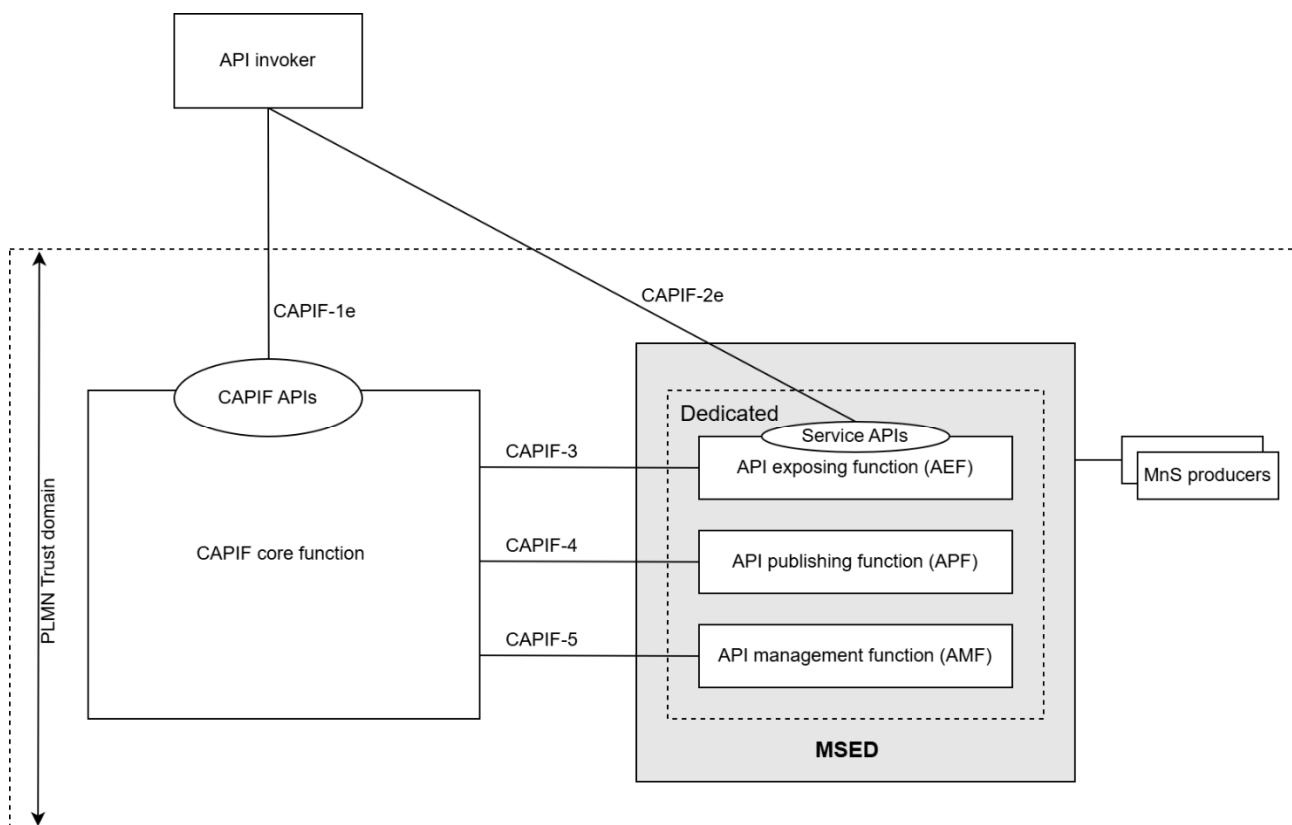 API invoker
CAPIF-1e
CAPIF-2e
CAPIF APIs
Dedicated
Service APIs
CAPIF-3
API exposing function (AEF)
MnS producers
CAPIF core function
CAPIF-4
API publishing function (APF)
PLMN Trust domain
CAPIF-5
API management function (AMF)
MSED